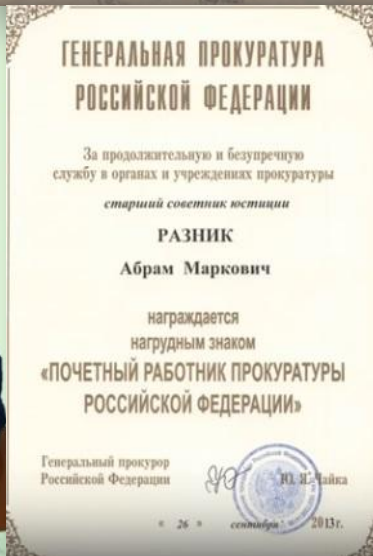 ГЕНЕРАЛЬНАЯ ПРОКУРАТУРА
РОССИЙСКОЙ ФЕДЕРАЦИИ
За продолжительную и безупречную
службу в органах и учреждениях прокуратуры
старший советник юстиции
РАЗНИК
Абрам Маркович
награждается
нагрудным знаком
«ПОЧЕТНЫЙ РАБОТНИК ПРОКУРАТУРЫ
РОССИЙСКОЙ ФЕДЕРАЦИИ»
Генеральный прокурор
Российской Федерации
Ю. Я. Чайка
« 26 » сентября 2013г.